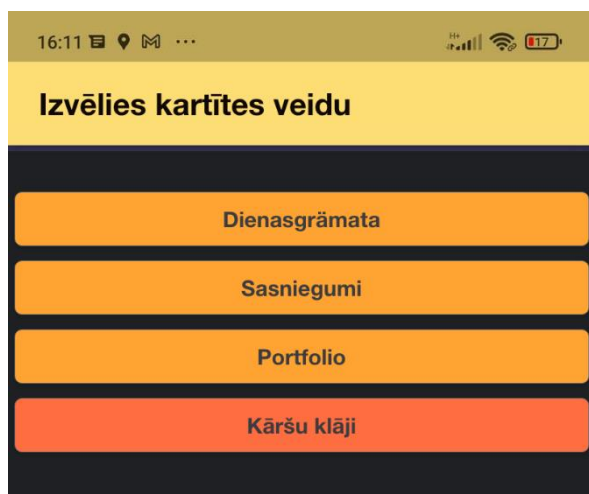 16:11 ...
H+ 17
Izvēlies kartītes veidu
Dienasgrāmata
Sasniegumi
Portfolio
Kāršu klāji